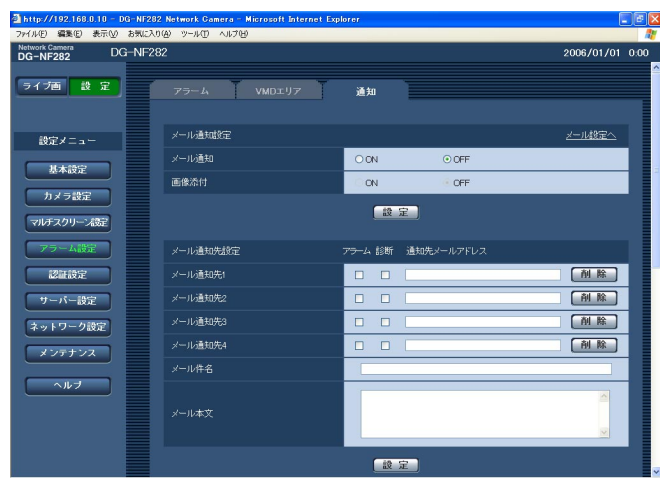 http://192.168.0.10 - DG-NF282 Network Camera - Microsoft Internet Explorer
ファイル(F) 編集(E) 表示(V) お気に入り(A) ツール(T) ヘルプ(H)
Network Camera
DG-NF282 DG-NF282 2006/01/01 0:00
ライブ画 設 定
アラーム VMDエリア 通知
設定メニュー
基本設定
カメラ設定
マルチスクリーン設定
アラーム設定
認証設定
サーバー設定
ネットワーク設定
メンテナンス
ヘルプ
メール通知設定 メール設定へ
メール通知 ON OFF
画像添付 ON OFF
設 定
メール通知先設定 アラーム 診断 通知先メールアドレス
メール通知先1 削 除
メール通知先2 削 除
メール通知先3 削 除
メール通知先4 削 除
メール件名
メール本文
設 定